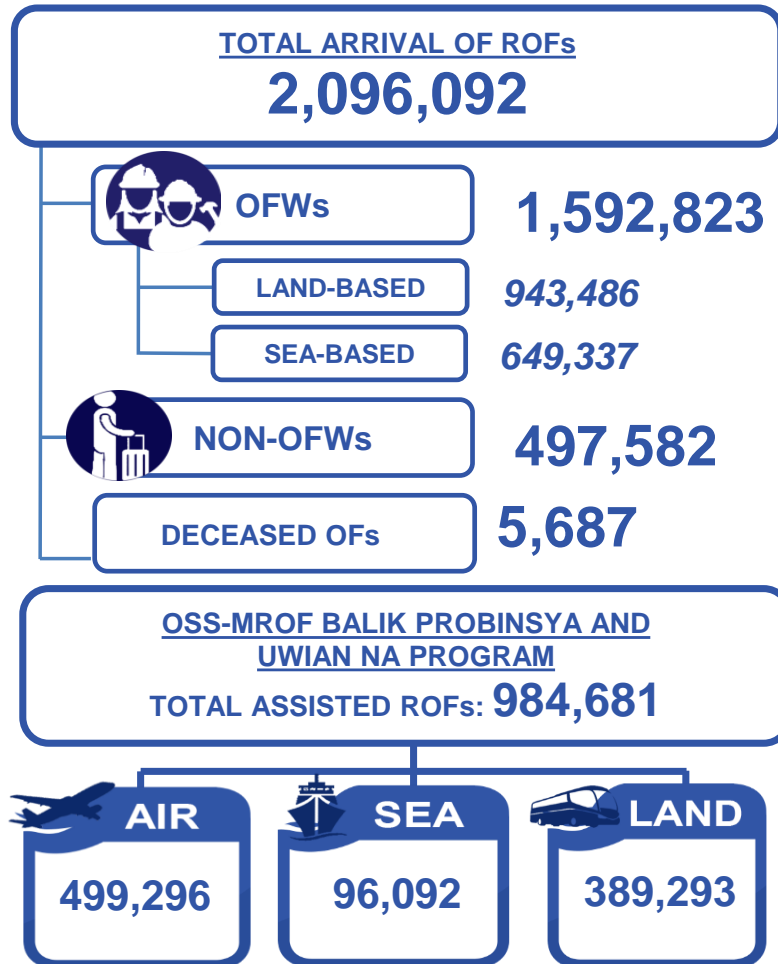 TOTAL ARRIVAL OF ROFs
2,096,092
OFWs 1,592,823
LAND-BASED 943,486
SEA-BASED 649,337
NON-OFWs 497,582
DECEASED OFs 5,687
OSS-MROF BALIK PROBINSYA AND
UWIAN NA PROGRAM
TOTAL ASSISTED ROFs: 984,681
AIR SEA LAND
499,296 96,092 389,293